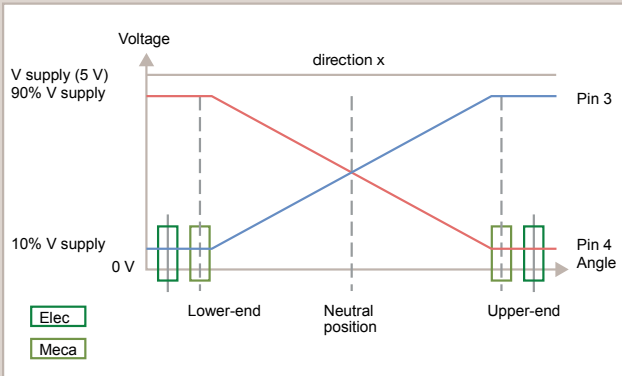 Voltage
direction x
V supply (5 V)
90% V supply
Pin 3
10% V supply
Pin 4
0 V
Angle
Lower-end
Neutral
position
Upper-end
Elec
Meca